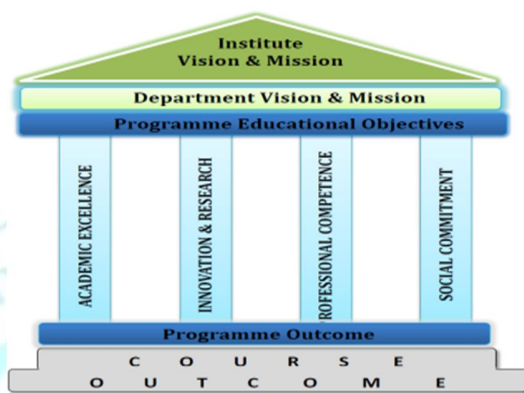 Institute
Vision & Mission
Department Vision & Mission
Programme Educational Objectives
ACADEMIC EXCELLENCE
INNOVATION & RESEARCH
PROFESSIONAL COMPETENCE
SOCIAL COMMITMENT
Programme Outcome
C O U R S E
O U T C O M E